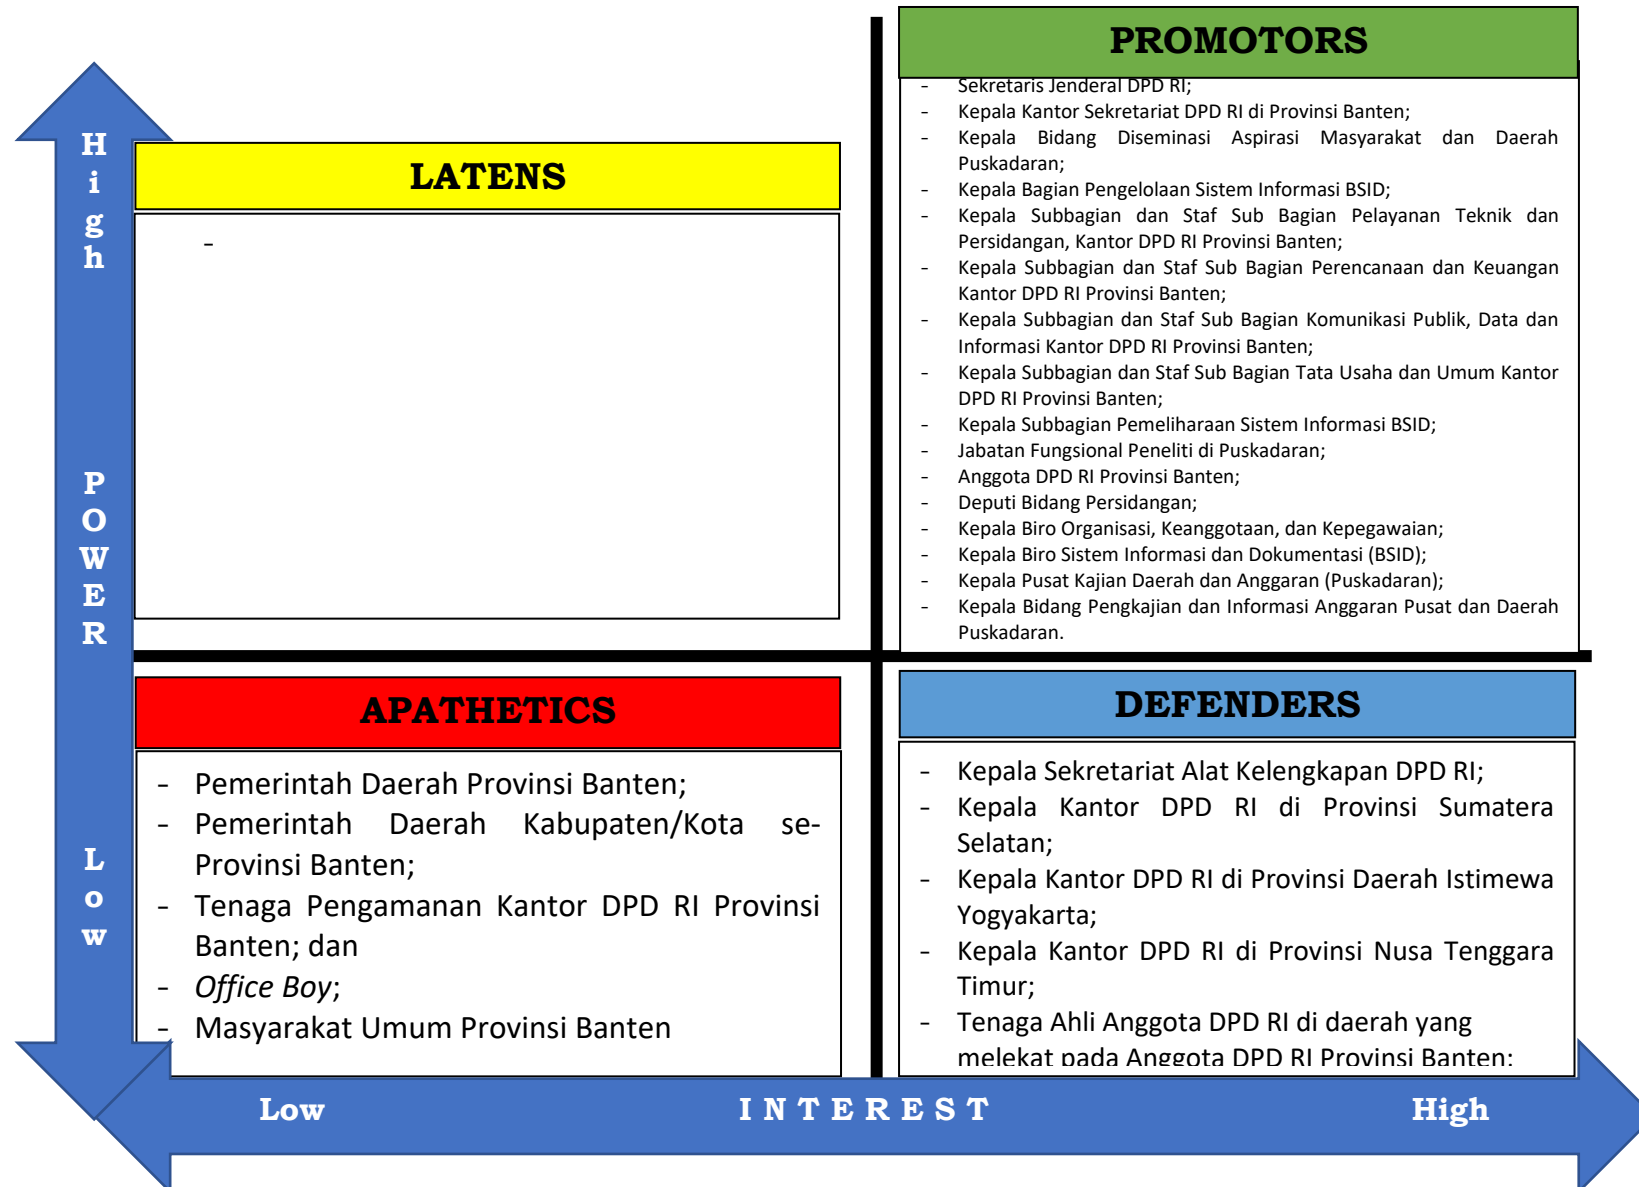 PROMOTORS
- Sekretaris Jenderal DPD RI;
- Kepala Kantor Sekretariat DPD RI di Provinsi Banten;
- Kepala Bidang Diseminasi Aspirasi Masyarakat dan Daerah
Puskadaran;
- Kepala Bagian Pengelolaan Sistem Informasi BSID;
- Kepala Subbagian dan Staf Sub Bagian Pelayanan Teknik dan
Persidangan, Kantor DPD RI Provinsi Banten;
- Kepala Subbagian dan Staf Sub Bagian Perencanaan dan Keuangan
Kantor DPD RI Provinsi Banten;
- Kepala Subbagian dan Staf Sub Bagian Komunikasi Publik, Data dan
Informasi Kantor DPD RI Provinsi Banten;
- Kepala Subbagian dan Staf Sub Bagian Tata Usaha dan Umum Kantor
DPD RI Provinsi Banten;
- Kepala Subbagian Pemeliharaan Sistem Informasi BSID;
- Jabatan Fungsional Peneliti di Puskadaran;
- Anggota DPD RI Provinsi Banten;
- Deputi Bidang Persidangan;
- Kepala Biro Organisasi, Keanggotaan, dan Kepegawaian;
- Kepala Biro Sistem Informasi dan Dokumentasi (BSID);
- Kepala Pusat Kajian Daerah dan Anggaran (Puskadaran);
- Kepala Bidang Pengkajian dan Informasi Anggaran Pusat dan Daerah
Puskadaran.
LATENS
-
High
POWER
Low
APATHETICS
- Pemerintah Daerah Provinsi Banten;
- Pemerintah Daerah Kabupaten/Kota se-
Provinsi Banten;
- Tenaga Pengamanan Kantor DPD RI Provinsi
Banten; dan
- Office Boy;
- Masyarakat Umum Provinsi Banten
DEFENDERS
- Kepala Sekretariat Alat Kelengkapan DPD RI;
- Kepala Kantor DPD RI di Provinsi Sumatera
Selatan;
- Kepala Kantor DPD RI di Provinsi Daerah Istimewa
Yogyakarta;
- Kepala Kantor DPD RI di Provinsi Nusa Tenggara
Timur;
- Tenaga Ahli Anggota DPD RI di daerah yang
melekat pada Anggota DPD RI Provinsi Banten;
Low INTEREST High